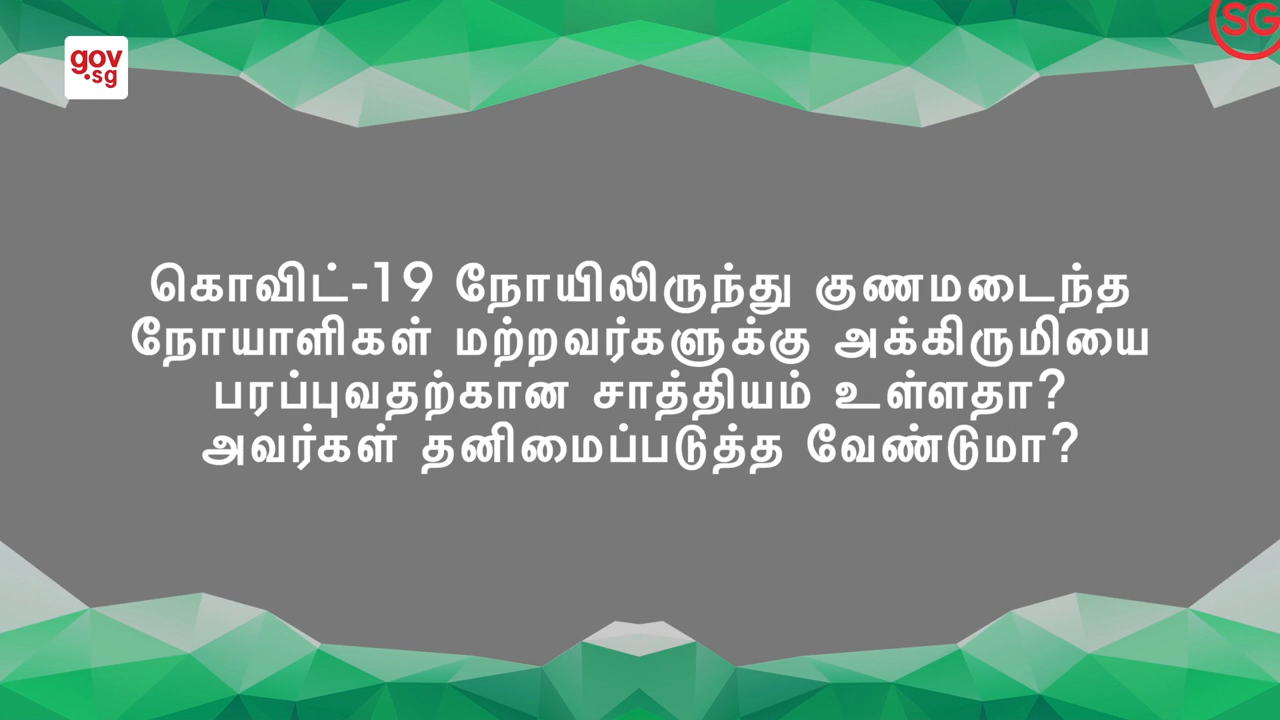 gov
.sg
SG
கொவிட்-19 நோயிலிருந்து குணமடைந்த
நோயாளிகள் மற்றவர்களுக்கு அக்கிருமியை
பரப்புவதற்கான சாத்தியம் உள்ளதா?
அவர்கள் தனிமைப்படுத்த வேண்டுமா?